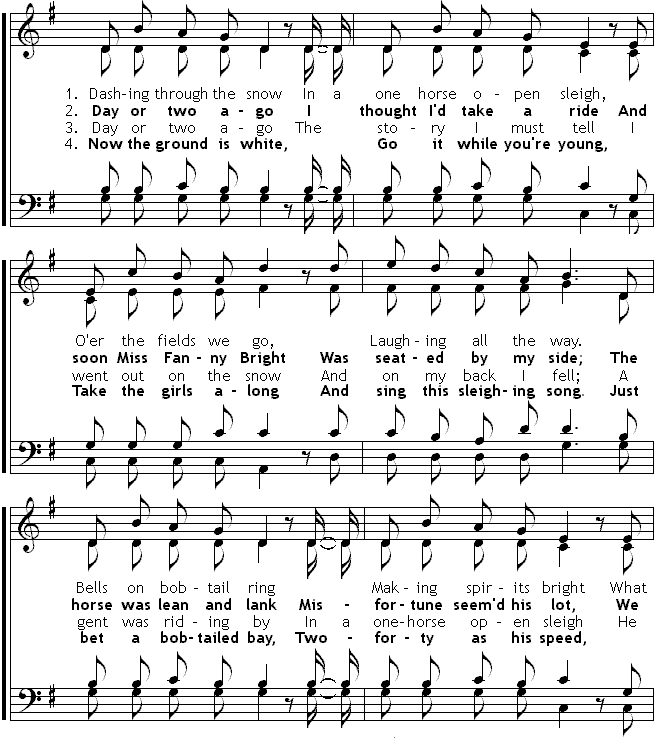 1. Dash-ing through the snow In a one horse o - pen sleigh,
2. Day or two a - go I thought I'd take a ride And
3. Day or two a - go The sto - ry I must tell I
4. Now the ground is white, Go it while you're young,
O'er the fields we go, Laugh - ing all the way.
soon Miss Fan - ny Bright Was seat - ed by my side; The
went out on the snow And on my back I fell; A
Take the girls a - long And sing this sleigh - ing song. Just
Bells on bob - tail ring Mak - ing spir - its bright What
horse was lean and lank Mis - for - tune seem'd his lot, We
gent was rid - ing by In a one-horse op - en sleigh He
bet a bob - tailed bay, Two - for - ty as his speed,